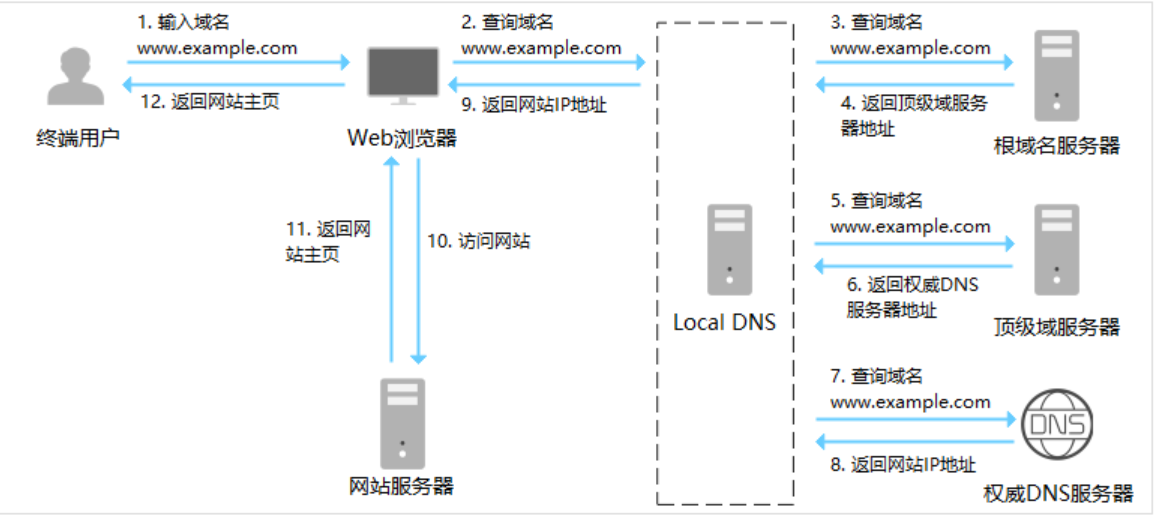 1. 输入域名
www.example.com
12. 返回网站主页
终端用户
Web浏览器
2. 查询域名
www.example.com
9. 返回网站IP地址
11. 返回网
站主页
10. 访问网站
网站服务器
Local DNS
3. 查询域名
www.example.com
4. 返回顶级域服务
器地址
根域名服务器
5. 查询域名
www.example.com
6. 返回权威DNS
服务器地址
顶级域服务器
7. 查询域名
www.example.com
8. 返回网站IP地址
DNS
权威DNS服务器